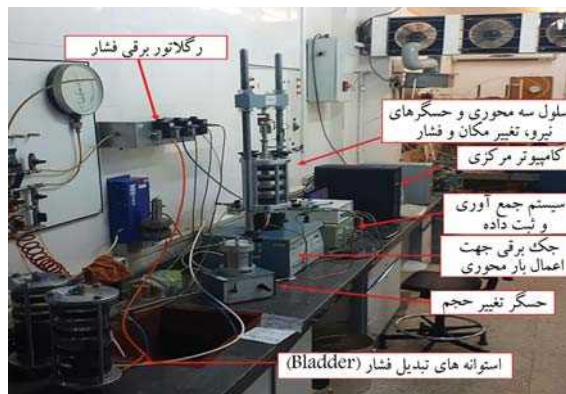 رگلاتور برقی فشار
سلول سه محوری و حسگرهای
نیرو، تغییر مکان و فشار
کامپیوتر مرکزی
سیستم جمع آوری
و ثبت داده
جک برقی جهت
اعمال بار محوری
حسگر تغییر حجم
استوانه های تبدیل فشار (Bladder)